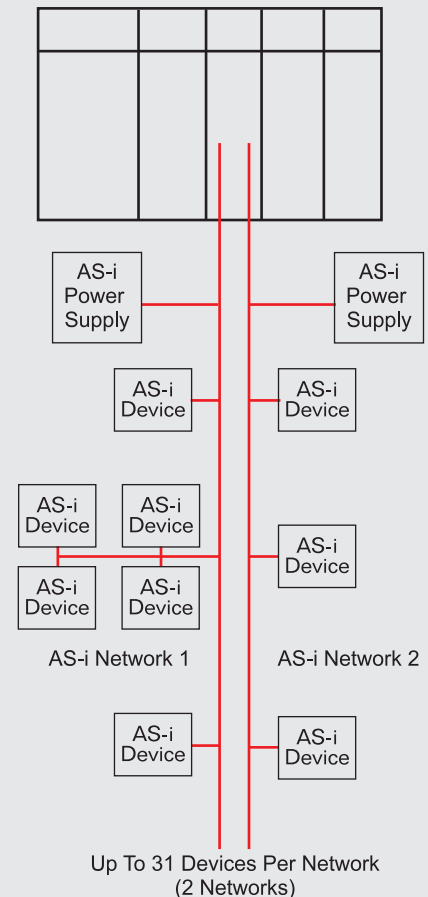 AS-i
Power
Supply
AS-i
Power
Supply
AS-i
Device
AS-i
Device
AS-i
Device
AS-i
Device
AS-i
Device
AS-i
Device
AS-i
Device
AS-i Network 1
AS-i Network 2
AS-i
Device
AS-i
Device
Up To 31 Devices Per Network
(2 Networks)